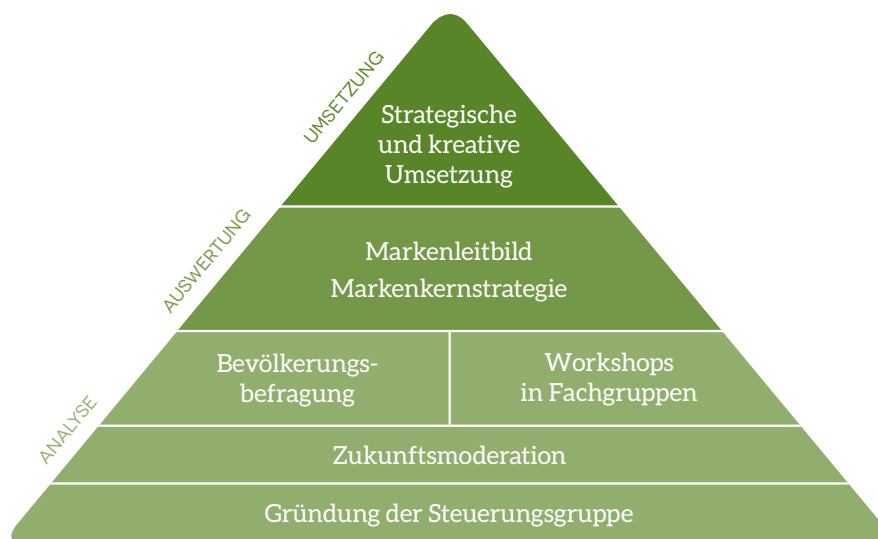 UMSETZUNG
Strategische
und kreative
Umsetzung
AUSWERTUNG
Markenleitbild
Markenkernstrategie
ANALYSE
Bevölkerungs-
befragung
Workshops
in Fachgruppen
Zukunftsmoderation
Gründung der Steuerungsgruppe